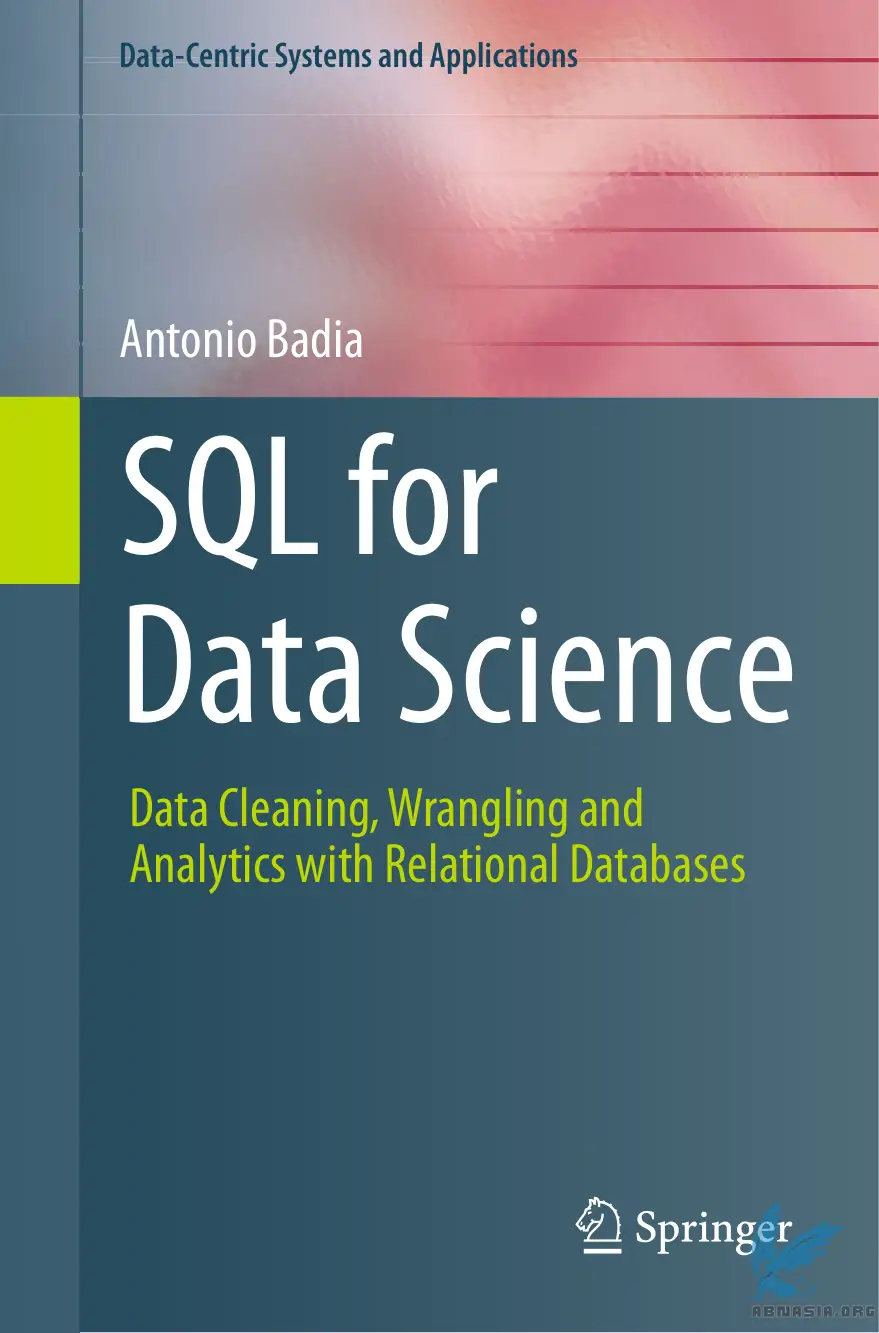 Data-Centric Systems and Applications
Antonio Badia
SQL for
Data Science
Data Cleaning, Wrangling and
Analytics with Relational Databases
Springer
ABNASIA.ORG